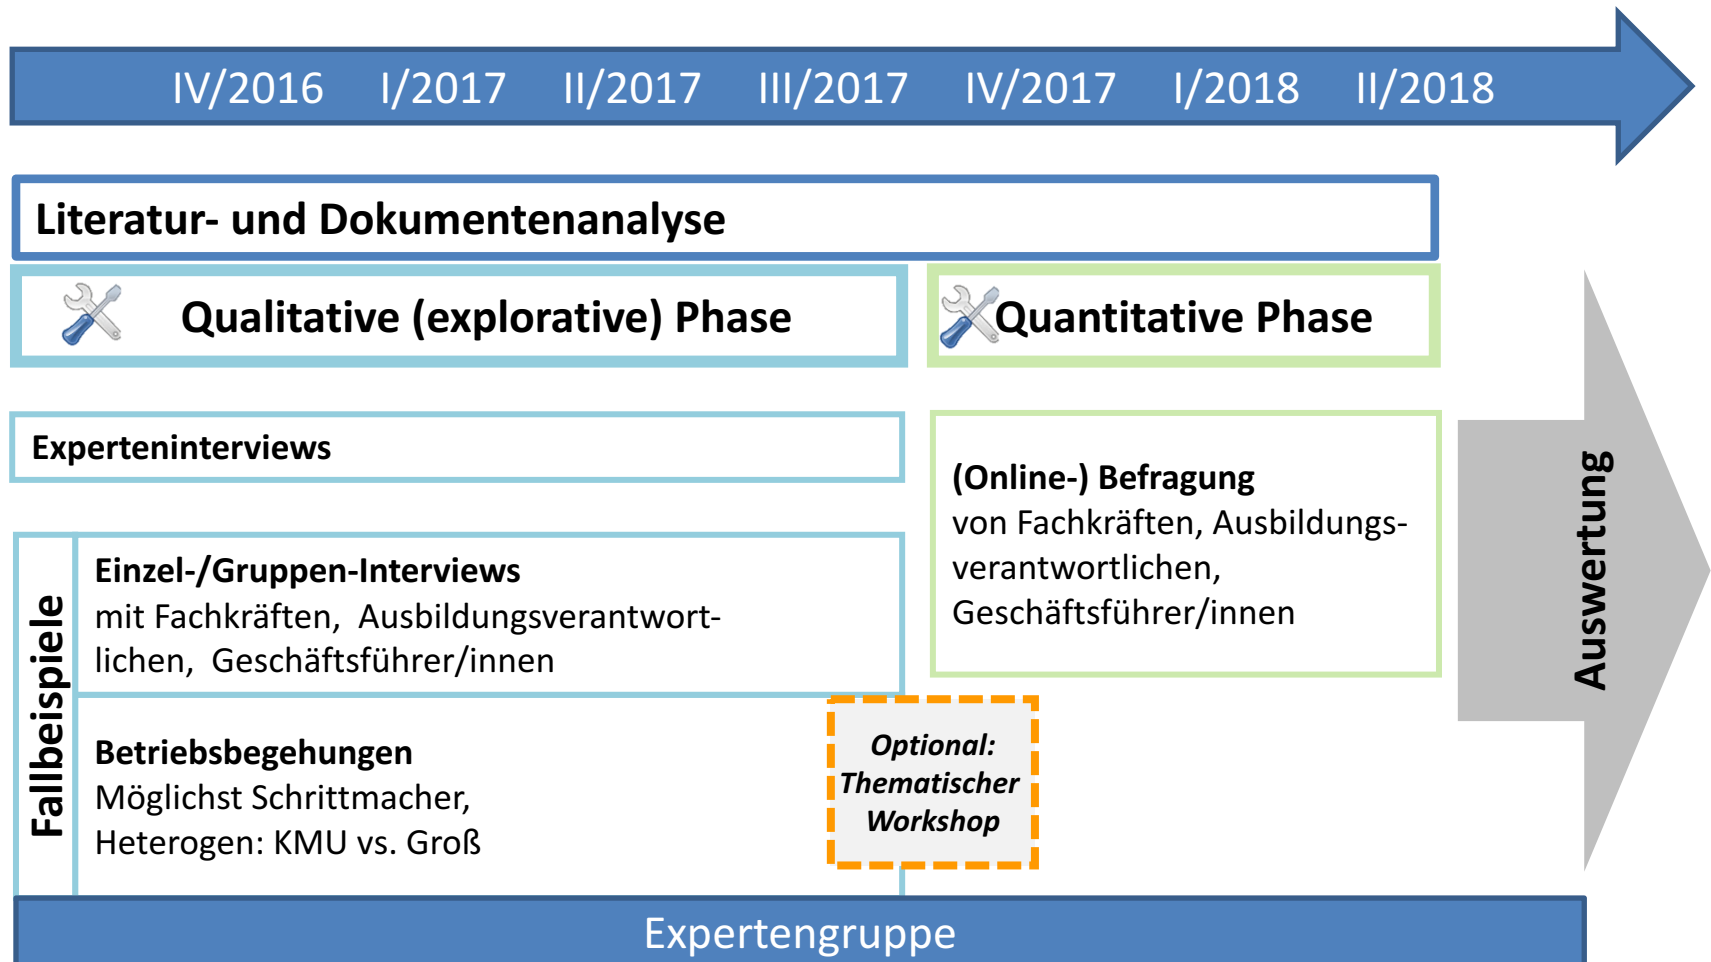 IV/2016 I/2017 II/2017 III/2017 IV/2017 I/2018 II/2018
Literatur- und Dokumentenanalyse
Qualitative (explorative) Phase
Quantitative Phase
Experteninterviews
(Online-) Befragung
von Fachkräften, Ausbildungs-
verantwortlichen,
Geschäftsführer/innen
Fallbeispiele
Einzel-/Gruppen-Interviews
mit Fachkräften, Ausbildungsverantwort-
lichen, Geschäftsführer/innen
Betriebsbegehungen
Möglichst Schrittmacher,
Heterogen: KMU vs. Groß
Optional:
Thematischer
Workshop
Auswertung
Expertengruppe